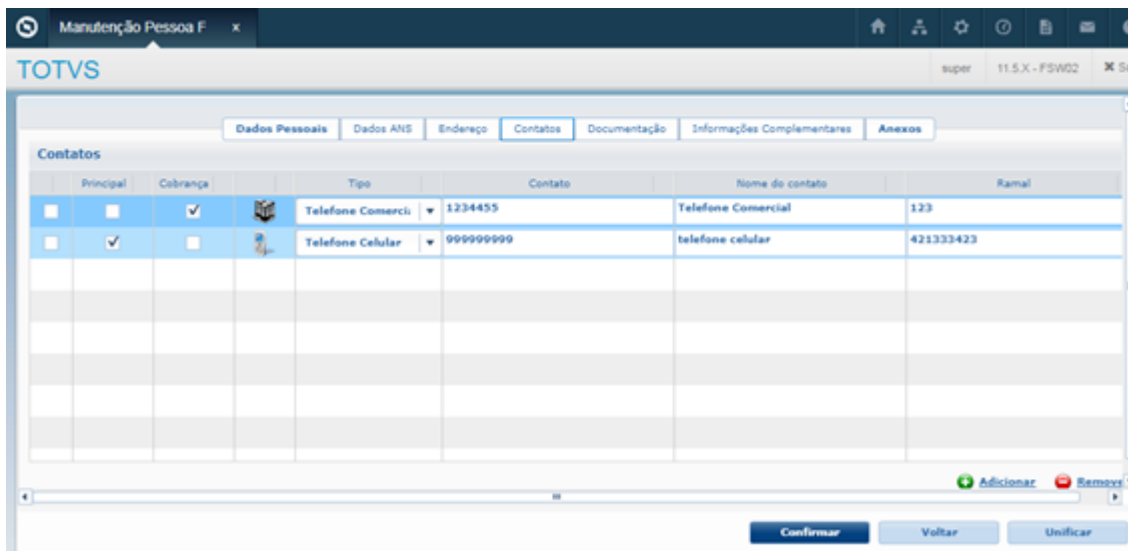 Manutenção Pessoa F x
TOTVS super 11.5.X - FSW02
Dados Pessoais Dados ANS Endereço Contatos Documentação Informações Complementares Anexos
Contatos
Principal Cobrança Tipo Contato Nome do contato Ramal
Telefone Comerci 1234455 Telefone Comercial 123
Telefone Celular 999999999 telefone celular 421333423
Adicionar Remove
Confirmar Voltar Unificar